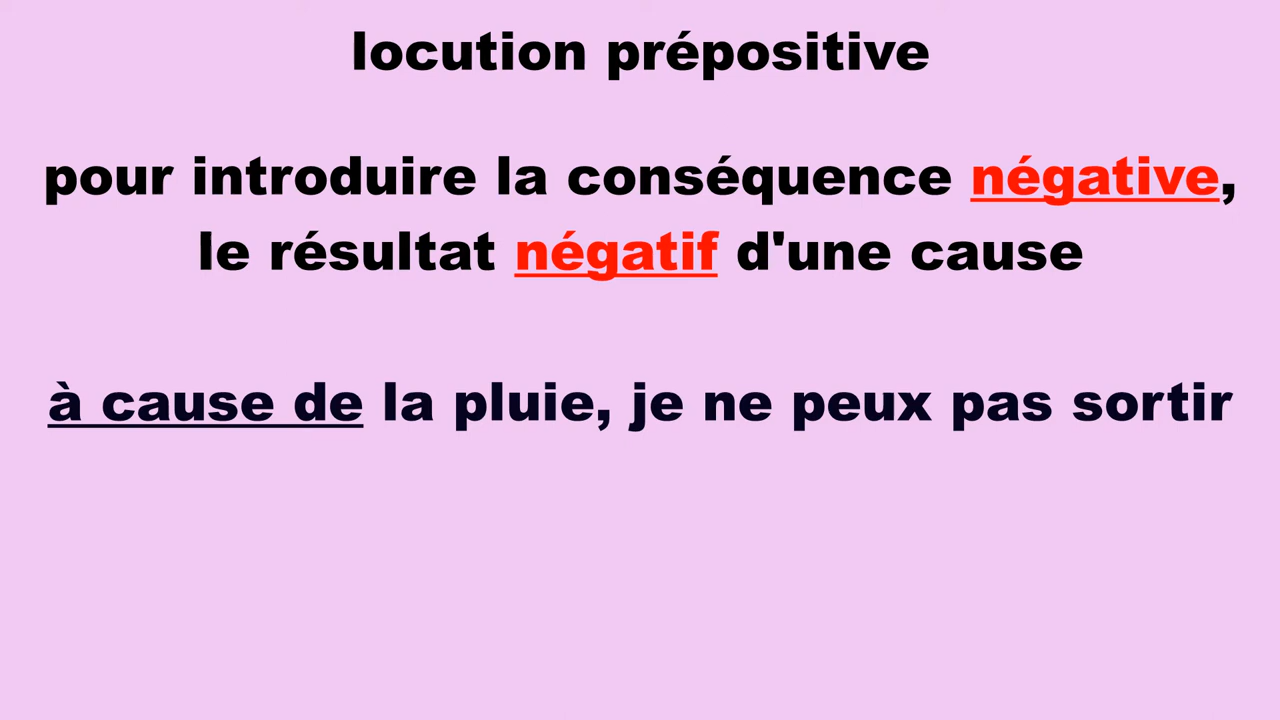 locution prépositive
pour introduire la conséquence négative,
le résultat négatif d'une cause
à cause de la pluie, je ne peux pas sortir